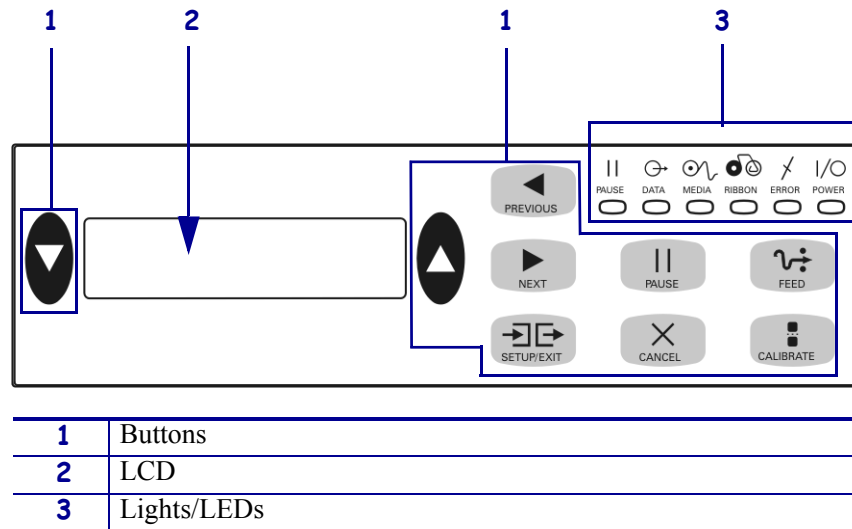 1 2 1 3
PAUSE DATA MEDIA RIBBON ERROR POWER
PREVIOUS
NEXT PAUSE FEED
SETUP/EXIT CANCEL CALIBRATE
1 Buttons
2 LCD
3 Lights/LEDs